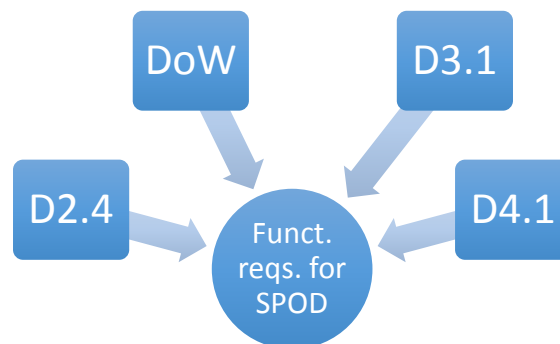 DoW
D3.1
D2.4
D4.1
Funct.
reqs. for
SPOD